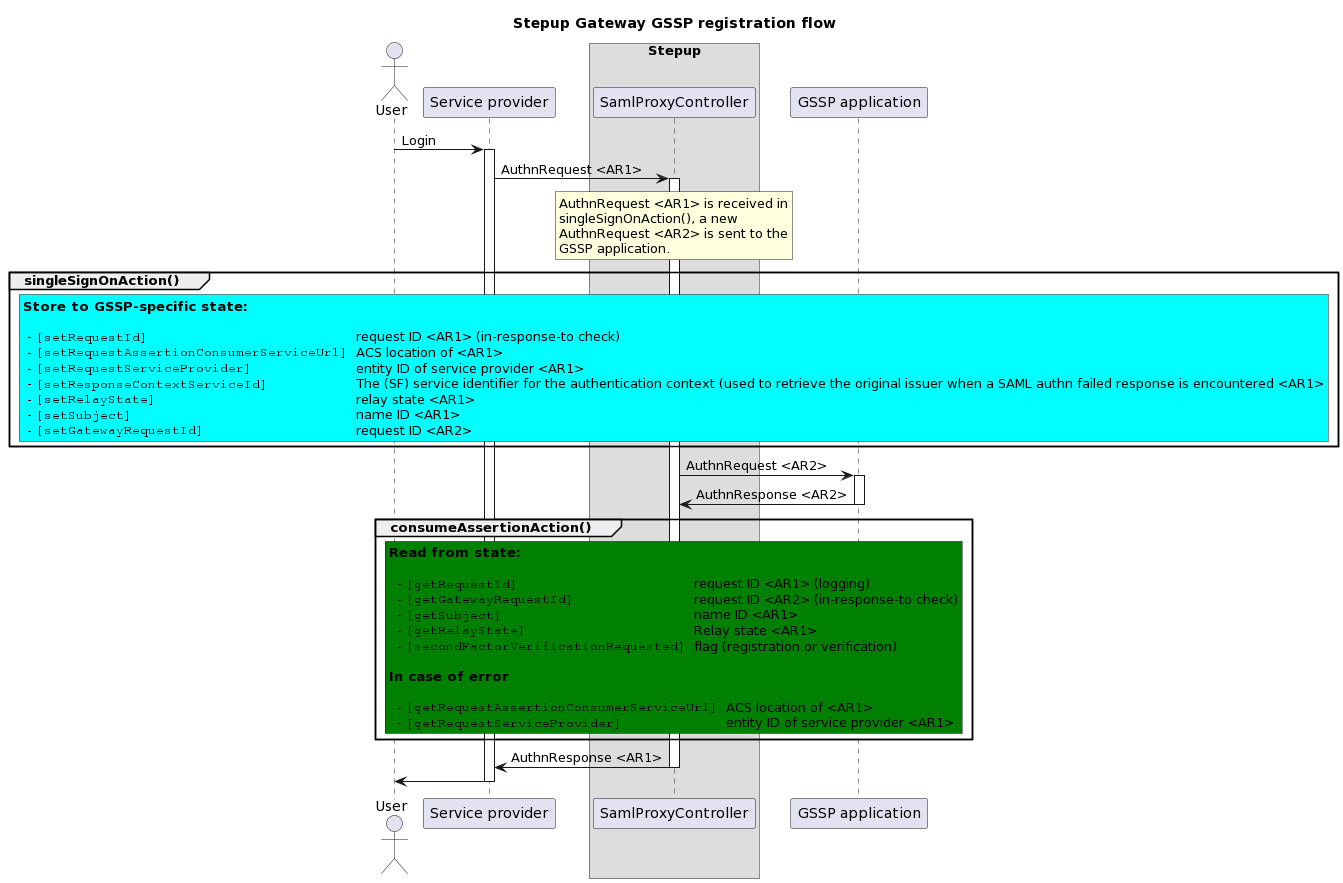 Stepup Gateway GSSP registration flow
Stepup
User
Service provider
SamlProxyController
GSSP application
Login
AuthnRequest <AR1>
AuthnRequest <AR1> is received in
singleSignOnAction(), a new
AuthnRequest <AR2> is sent to the
GSSP application.
singleSignOnAction()
Store to GSSP-specific state:
- [setRequestId] request ID <AR1> (in-response-to check)
- [setRequestAssertionConsumerServiceUrl] ACS location of <AR1>
- [setRequestServiceProvider] entity ID of service provider <AR1>
- [setResponseContextServiceId] The (SF) service identifier for the authentication context (used to retrieve the original issuer when a SAML authn failed response is encountered <AR1>
- [setRelayState] relay state <AR1>
- [setSubject] name ID <AR1>
- [setGatewayRequestId] request ID <AR2>
AuthnRequest <AR2>
AuthnResponse <AR2>
consumeAssertionAction()
Read from state:
- [getRequestId] request ID <AR1> (logging)
- [getGatewayRequestId] request ID <AR2> (in-response-to check)
- [getSubject] name ID <AR1>
- [getRelayState] Relay state <AR1>
- [secondFactorVerificationRequested] flag (registration or verification)
In case of error
- [getRequestAssertionConsumerServiceUrl] ACS location of <AR1>
- [getRequestServiceProvider] entity ID of service provider <AR1>
AuthnResponse <AR1>
User
Service provider
SamlProxyController
GSSP application